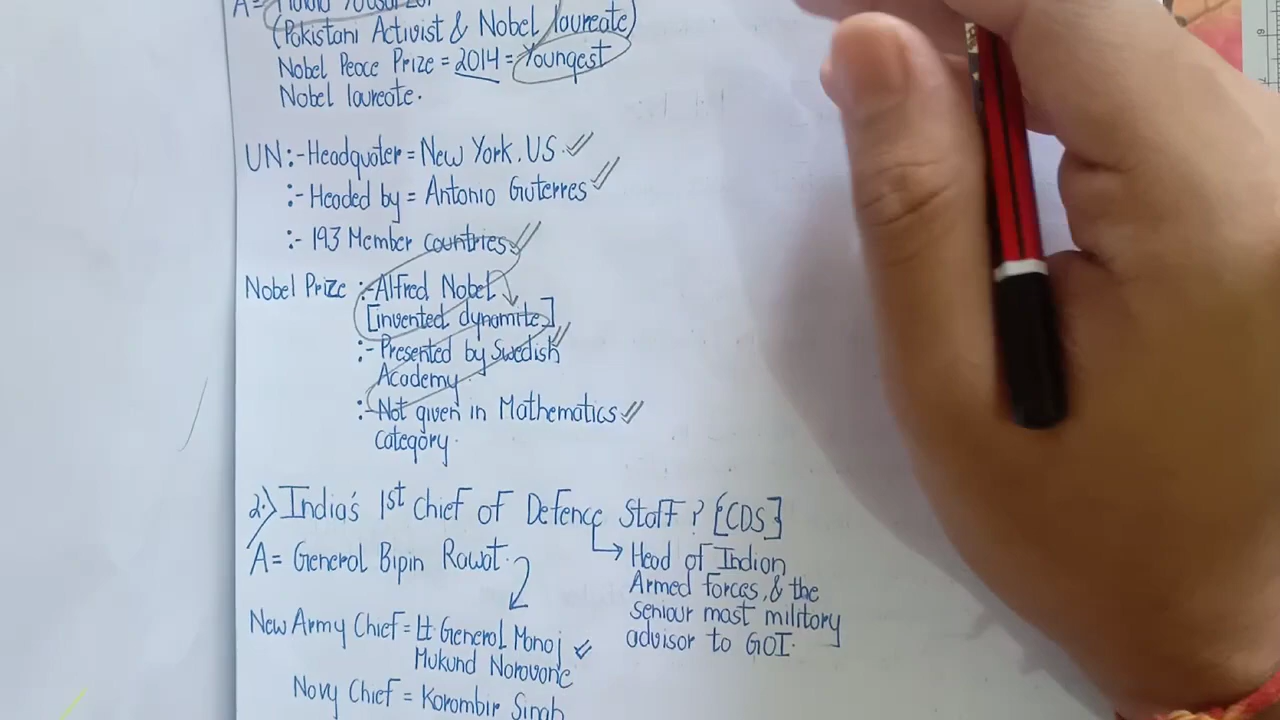 A=
(Pakistani Activist & Nobel laureate)
Nobel Peace Prize = 2014 = Youngest
Nobel laureate.
UN:-Headquater = New York. US
:- Headed by = Antonio Guterres
:- 193 Member countries
Nobel Prize :-Alfred Nobel
[invented dynamite]
:- Presented by Swedish
Academy.
:-Not given in Mathematics
category.
2.) India's 1st Chief of Defence Staff ? [CDS]
A = General Bipin Rawat.
Head of Indian
Armed forces, & the
seniour most military
advisor to GOI.
New Army Chief = Lt General Manoj
Mukund Naravane
Navy Chief = Karambir Singh